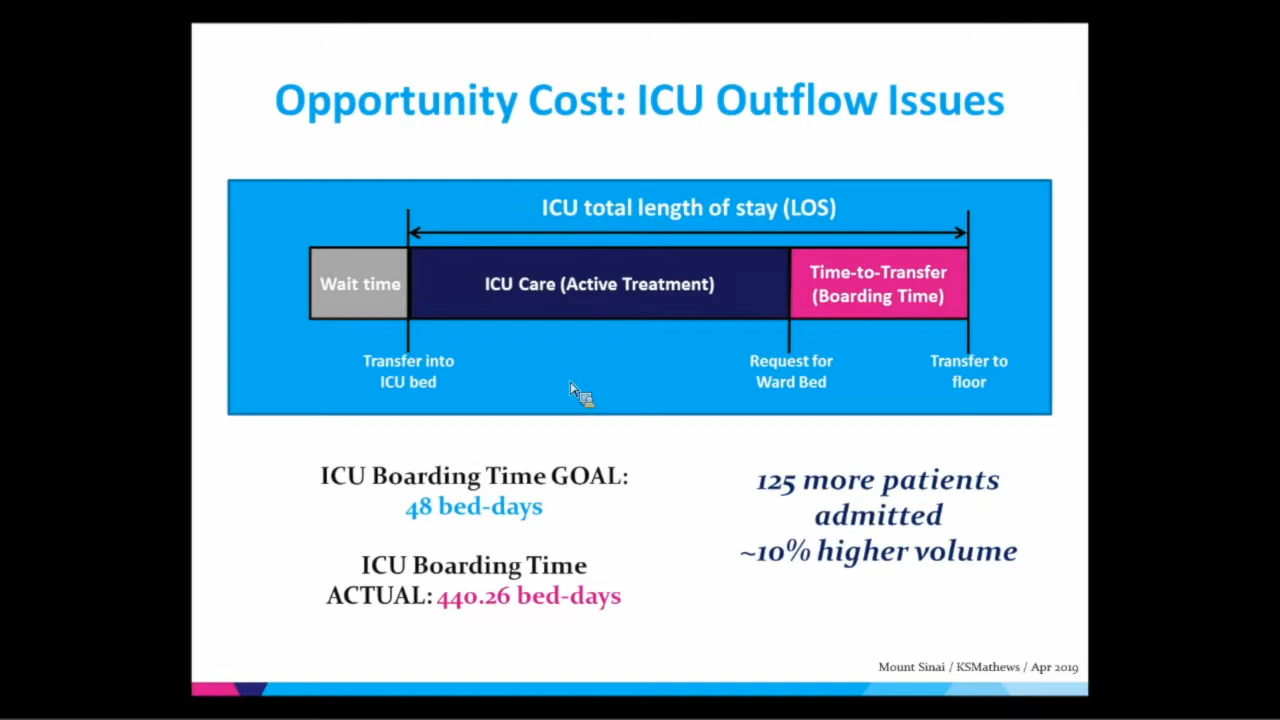 Opportunity Cost: ICU Outflow Issues
ICU total length of stay (LOS)
Wait time
ICU Care (Active Treatment)
Time-to-Transfer
(Boarding Time)
Transfer into
ICU bed
Request for
Ward Bed
Transfer to
floor
ICU Boarding Time GOAL:
48 bed-days
ICU Boarding Time
ACTUAL: 440.26 bed-days
125 more patients
admitted
~10% higher volume
Mount Sinai / KSMathews / Apr 2019